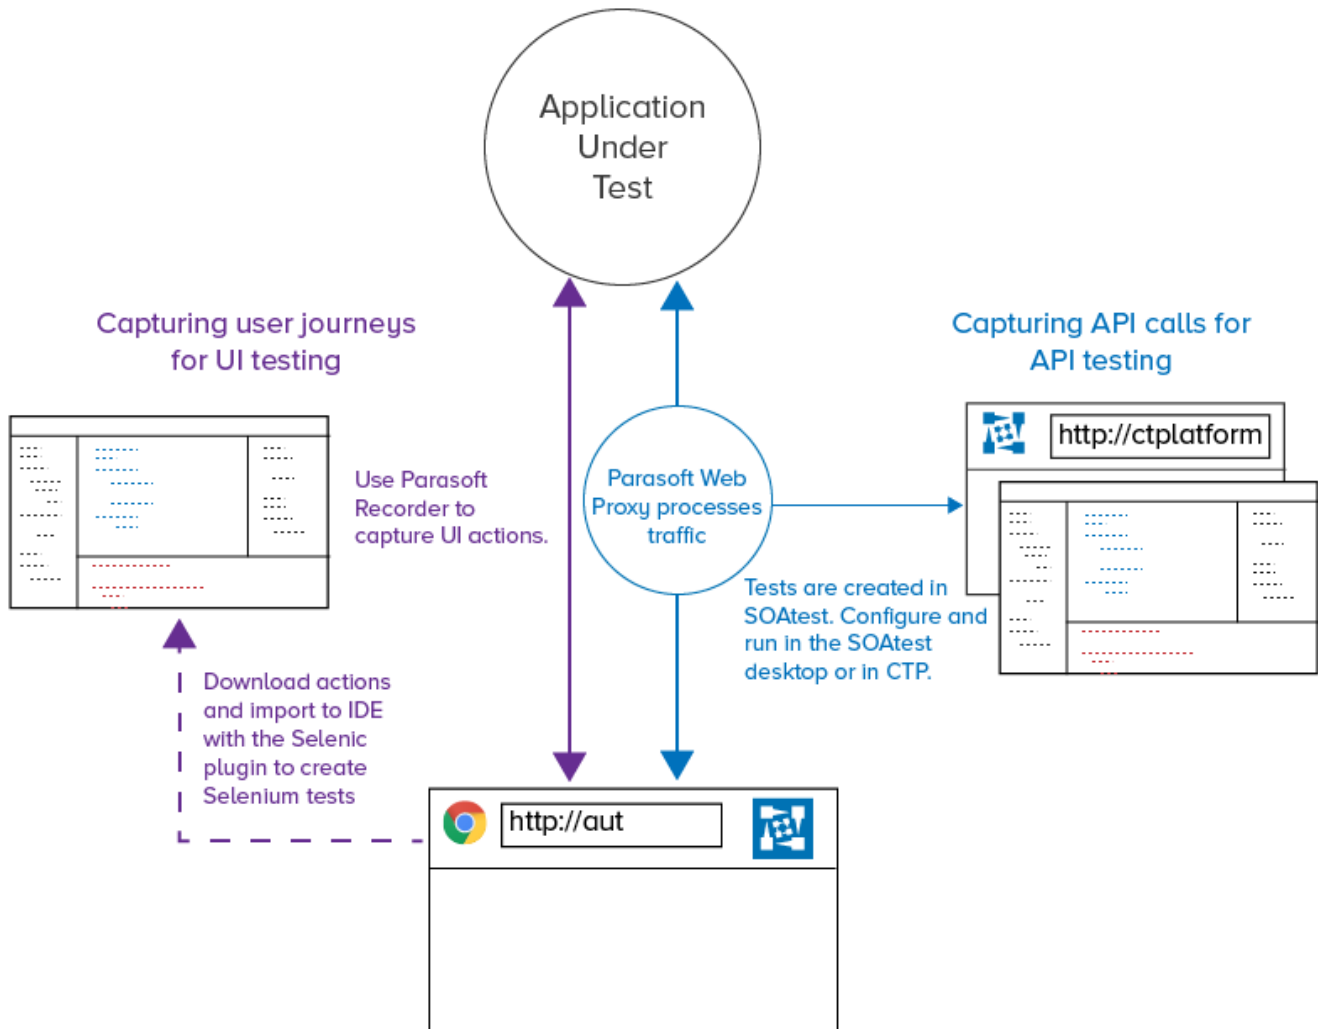 Application
Under
Test
Capturing user journeys
for UI testing
Capturing API calls for
API testing
http://ctplatform
Use Parasoft
Recorder to
capture UI actions.
Parasoft Web
Proxy processes
traffic
Tests are created in
SOAtest. Configure and
run in the SOAtest
desktop or in CTP.
Download actions
and import to IDE
with the Selenic
plugin to create
Selenium tests
http://aut